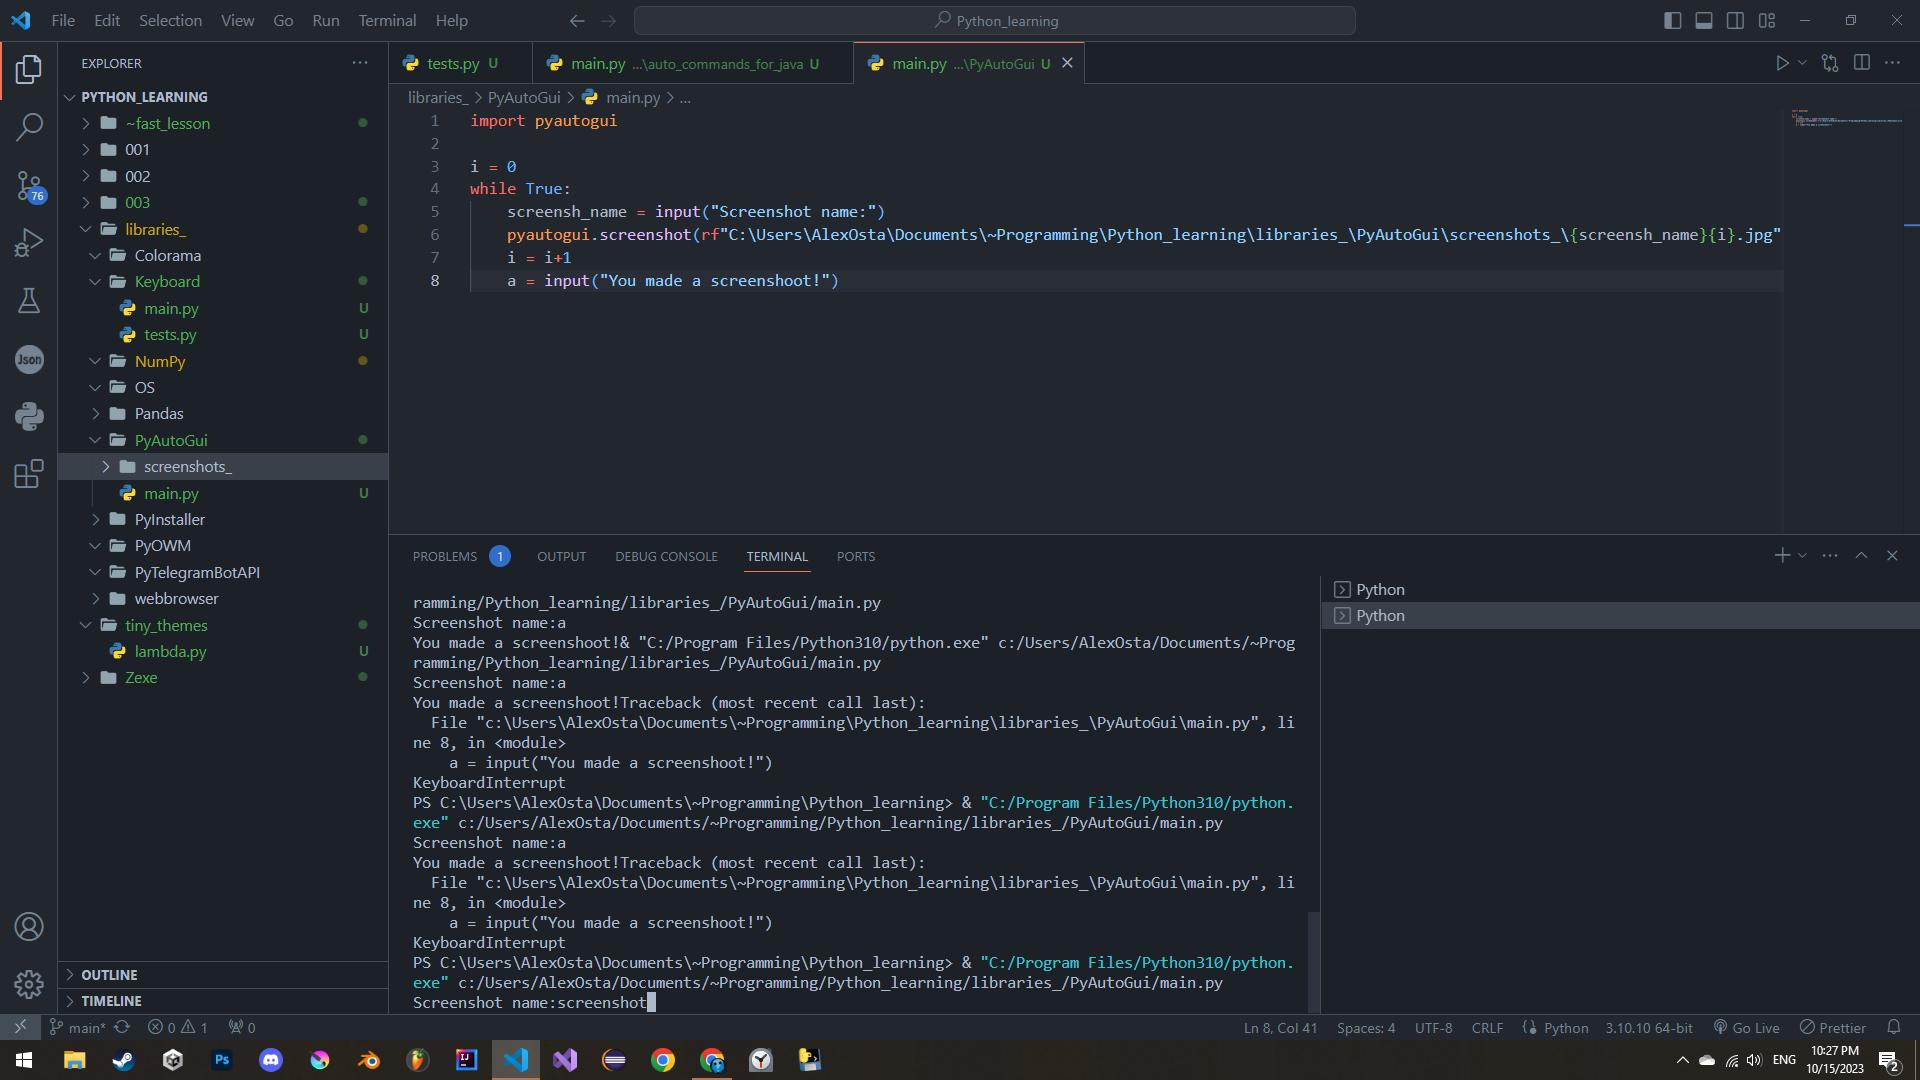 File Edit Selection View Go Run Terminal Help
Python_learning
EXPLORER
PYTHON_LEARNING
~fast_lesson
001
002
003
libraries_
Colorama
Keyboard
main.py U
tests.py U
NumPy
OS
Pandas
PyAutoGui
screenshots_
main.py U
PyInstaller
PyOWM
PyTelegramBotAPI
webbrowser
tiny_themes
lambda.py U
Zexe
OUTLINE
TIMELINE
76
Json
tests.py U
main.py ...\auto_commands_for_java U
main.py ...\PyAutoGui U
libraries_ > PyAutoGui > main.py > ...
1 import pyautogui
2
3 i = 0
4 while True:
5 screensh_name = input("Screenshot name:")
6 pyautogui.screenshot(rf"C:\Users\AlexOsta\Documents\~Programming\Python_learning\libraries_\PyAutoGui\screenshots_\{screensh_name}{i}.jpg"
7 i = i+1
8 a = input("You made a screenshoot!")
PROBLEMS 1 OUTPUT DEBUG CONSOLE TERMINAL PORTS
ramming/Python_learning/libraries_/PyAutoGui/main.py
Screenshot name:a
You made a screenshoot!& "C:/Program Files/Python310/python.exe" c:/Users/AlexOsta/Documents/~Prog
ramming/Python_learning/libraries_/PyAutoGui/main.py
Screenshot name:a
You made a screenshoot!Traceback (most recent call last):
File "c:\Users\AlexOsta\Documents\~Programming\Python_learning\libraries_\PyAutoGui\main.py", li
ne 8, in <module>
a = input("You made a screenshoot!")
KeyboardInterrupt
PS C:\Users\AlexOsta\Documents\~Programming\Python_learning> & "C:/Program Files/Python310/python.
exe" c:/Users/AlexOsta/Documents/~Programming/Python_learning/libraries_/PyAutoGui/main.py
Screenshot name:a
You made a screenshoot!Traceback (most recent call last):
File "c:\Users\AlexOsta\Documents\~Programming\Python_learning\libraries_\PyAutoGui\main.py", li
ne 8, in <module>
a = input("You made a screenshoot!")
KeyboardInterrupt
PS C:\Users\AlexOsta\Documents\~Programming\Python_learning> & "C:/Program Files/Python310/python.
exe" c:/Users/AlexOsta/Documents/~Programming/Python_learning/libraries_/PyAutoGui/main.py
Screenshot name:screenshot
Python
Python
main* 0 1 0
Ln 8, Col 41 Spaces: 4 UTF-8 CRLF Python 3.10.10 64-bit Go Live Prettier
Ps
IJ
ENG
10:27 PM
10/15/2023
2